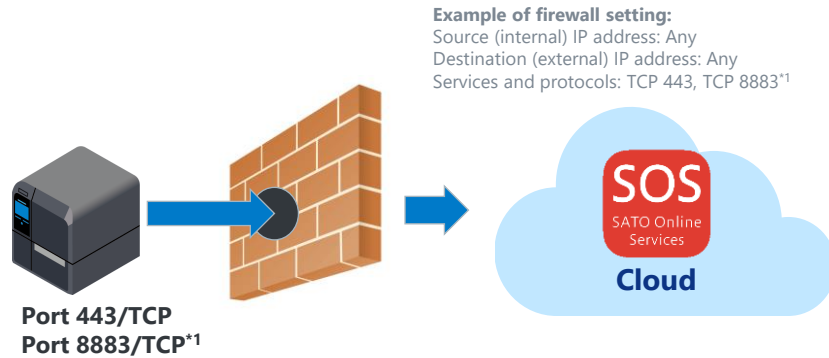 Example of firewall setting:
Source (internal) IP address: Any
Destination (external) IP address: Any
Services and protocols: TCP 443, TCP 8883*1
SOS
SATO Online
Services
Cloud
Port 443/TCP
Port 8883/TCP*1